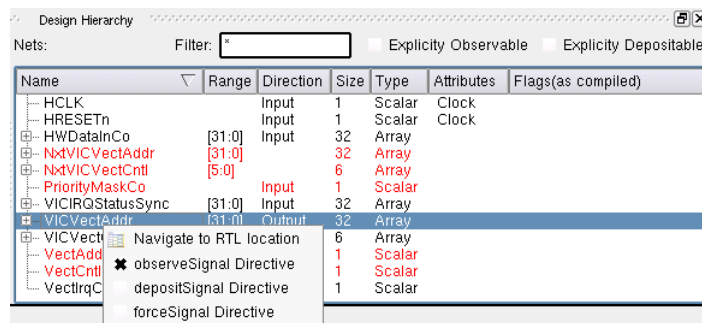 Design Hierarchy
Nets: Filter: * Explicity Observable Explicity Depositable
Name Range Direction Size Type Attributes Flags(as compiled)
HCLK Input 1 Scalar Clock
HRESETn Input 1 Scalar Clock
HWDataInCo [31:0] Input 32 Array
NxtVICVectAddr [31:0] 32 Array
NxtVICVectCntl [5:0] 6 Array
PriorityMaskCo Input 1 Scalar
VICIRQStatusSync [31:0] Input 32 Array
VICVectAddr [31:0] Output 32 Array
VICVect 6 Array
Navigate to RTL location
VectAdd 1 Scalar
observeSignal Directive
VectCntl 1 Scalar
depositSignal Directive
VectIrqC 1 Scalar
forceSignal Directive